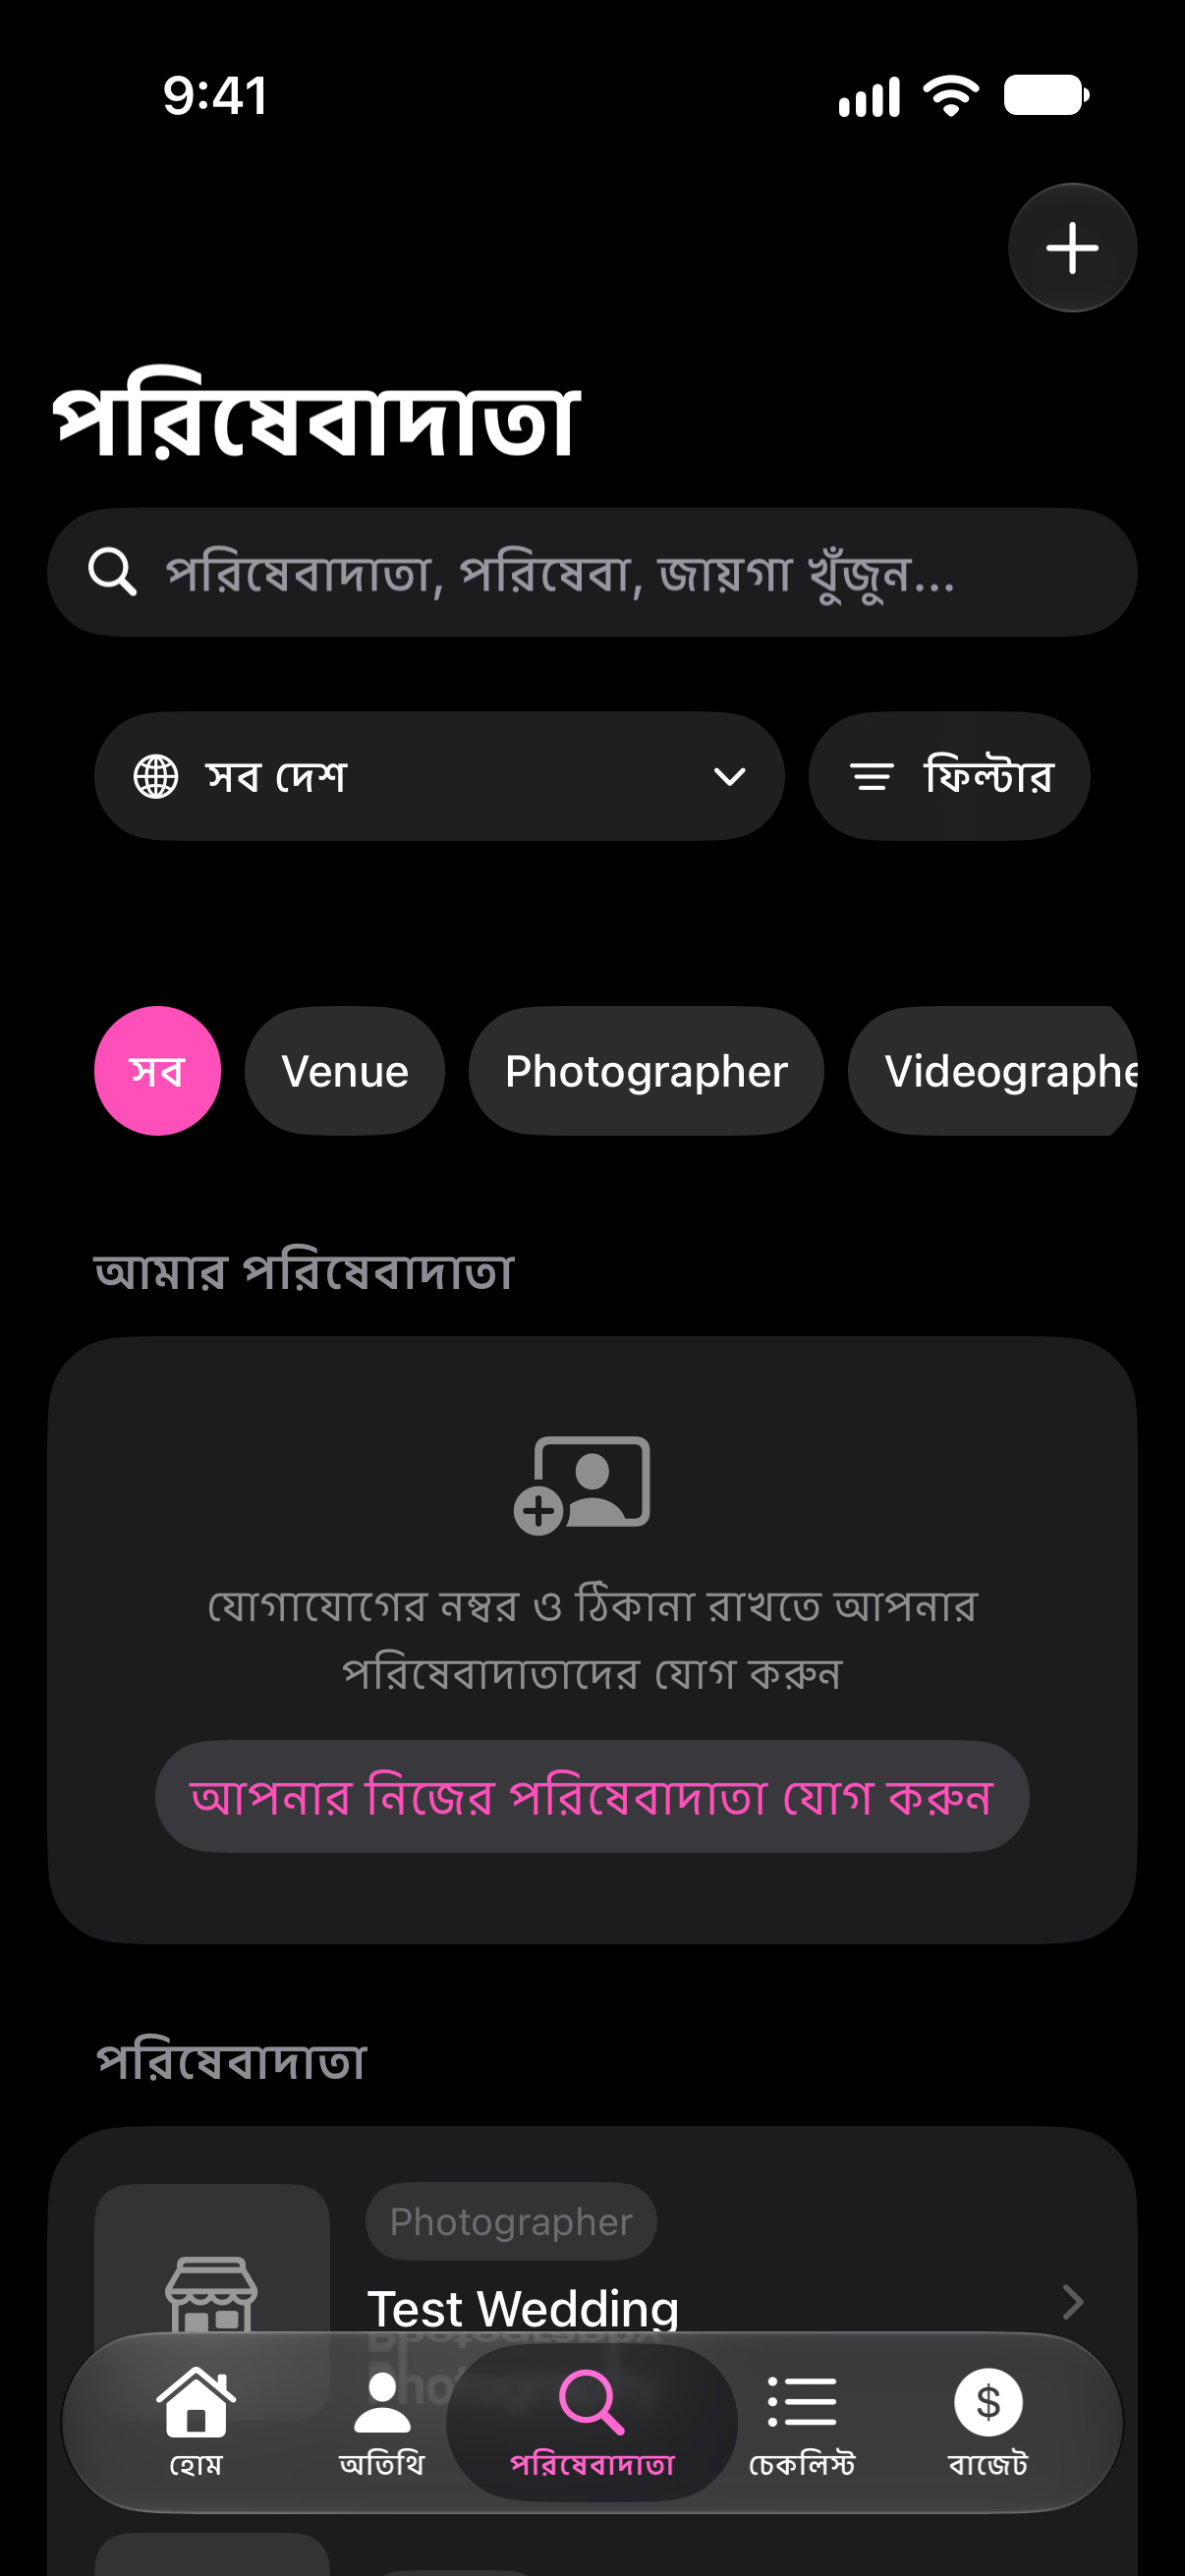 9:41
পরিষেবাদাতা
পরিষেবাদাতা, পরিষেবা, জায়গা খুঁজুন...
সব দেশ
ফিল্টার
সব
Venue
Photographer
Videographe
আমার পরিষেবাদাতা
যোগাযোগের নম্বর ও ঠিকানা রাখতে আপনার
পরিষেবাদাতাদের যোগ করুন
আপনার নিজের পরিষেবাদাতা যোগ করুন
পরিষেবাদাতা
Photographer
Test Wedding
হোম
অতিথি
পরিষেবাদাতা
চেকলিস্ট
$
বাজেট